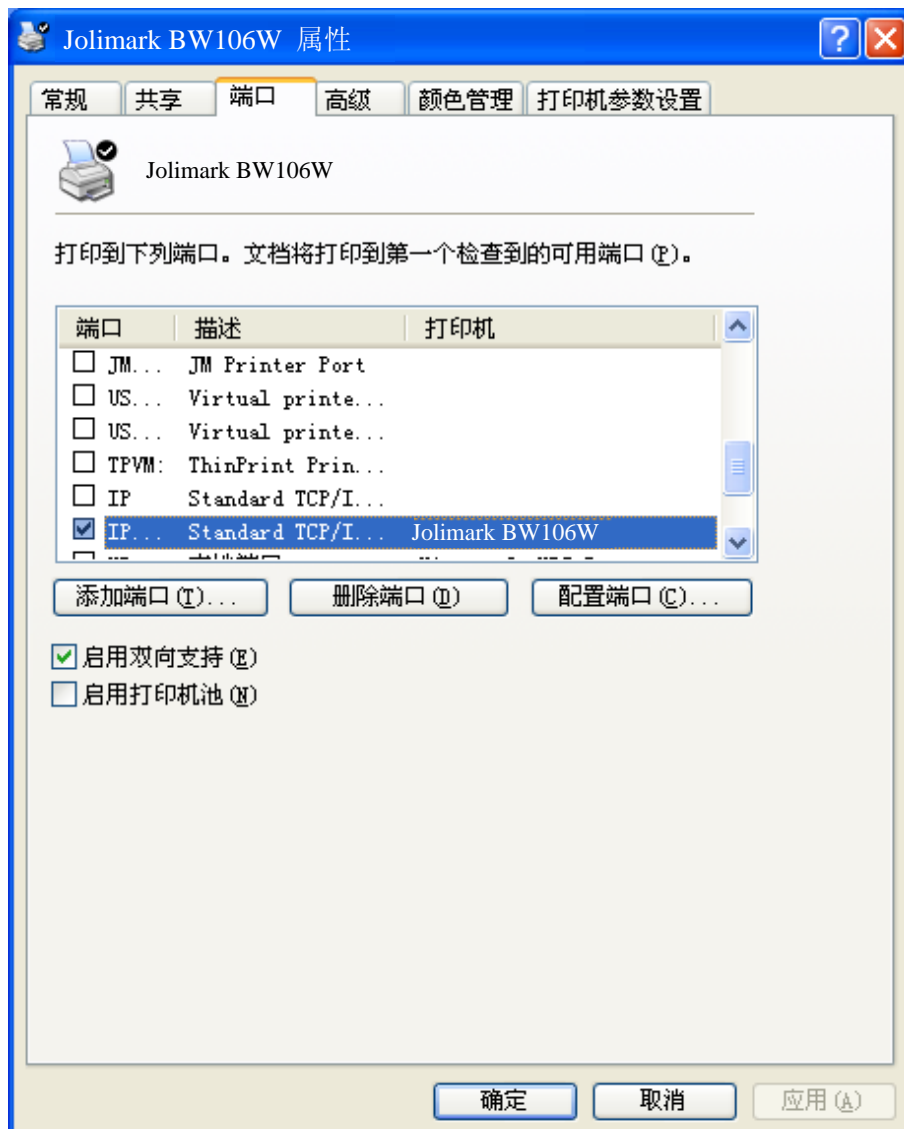 Jolimark BW106W 属性
常规 共享 端口 高级 颜色管理 打印机参数设置
Jolimark BW106W
打印到下列端口。文档将打印到第一个检查到的可用端口(P)。
端口 描述 打印机
JM... JM Printer Port
US... Virtual printe...
US... Virtual printe...
TPVM: ThinPrint Prin...
IP Standard TCP/I...
IP... Standard TCP/I... Jolimark BW106W
添加端口(T)... 删除端口(D) 配置端口(C)...
启用双向支持(E)
启用打印机池(N)
确定 取消 应用(A)